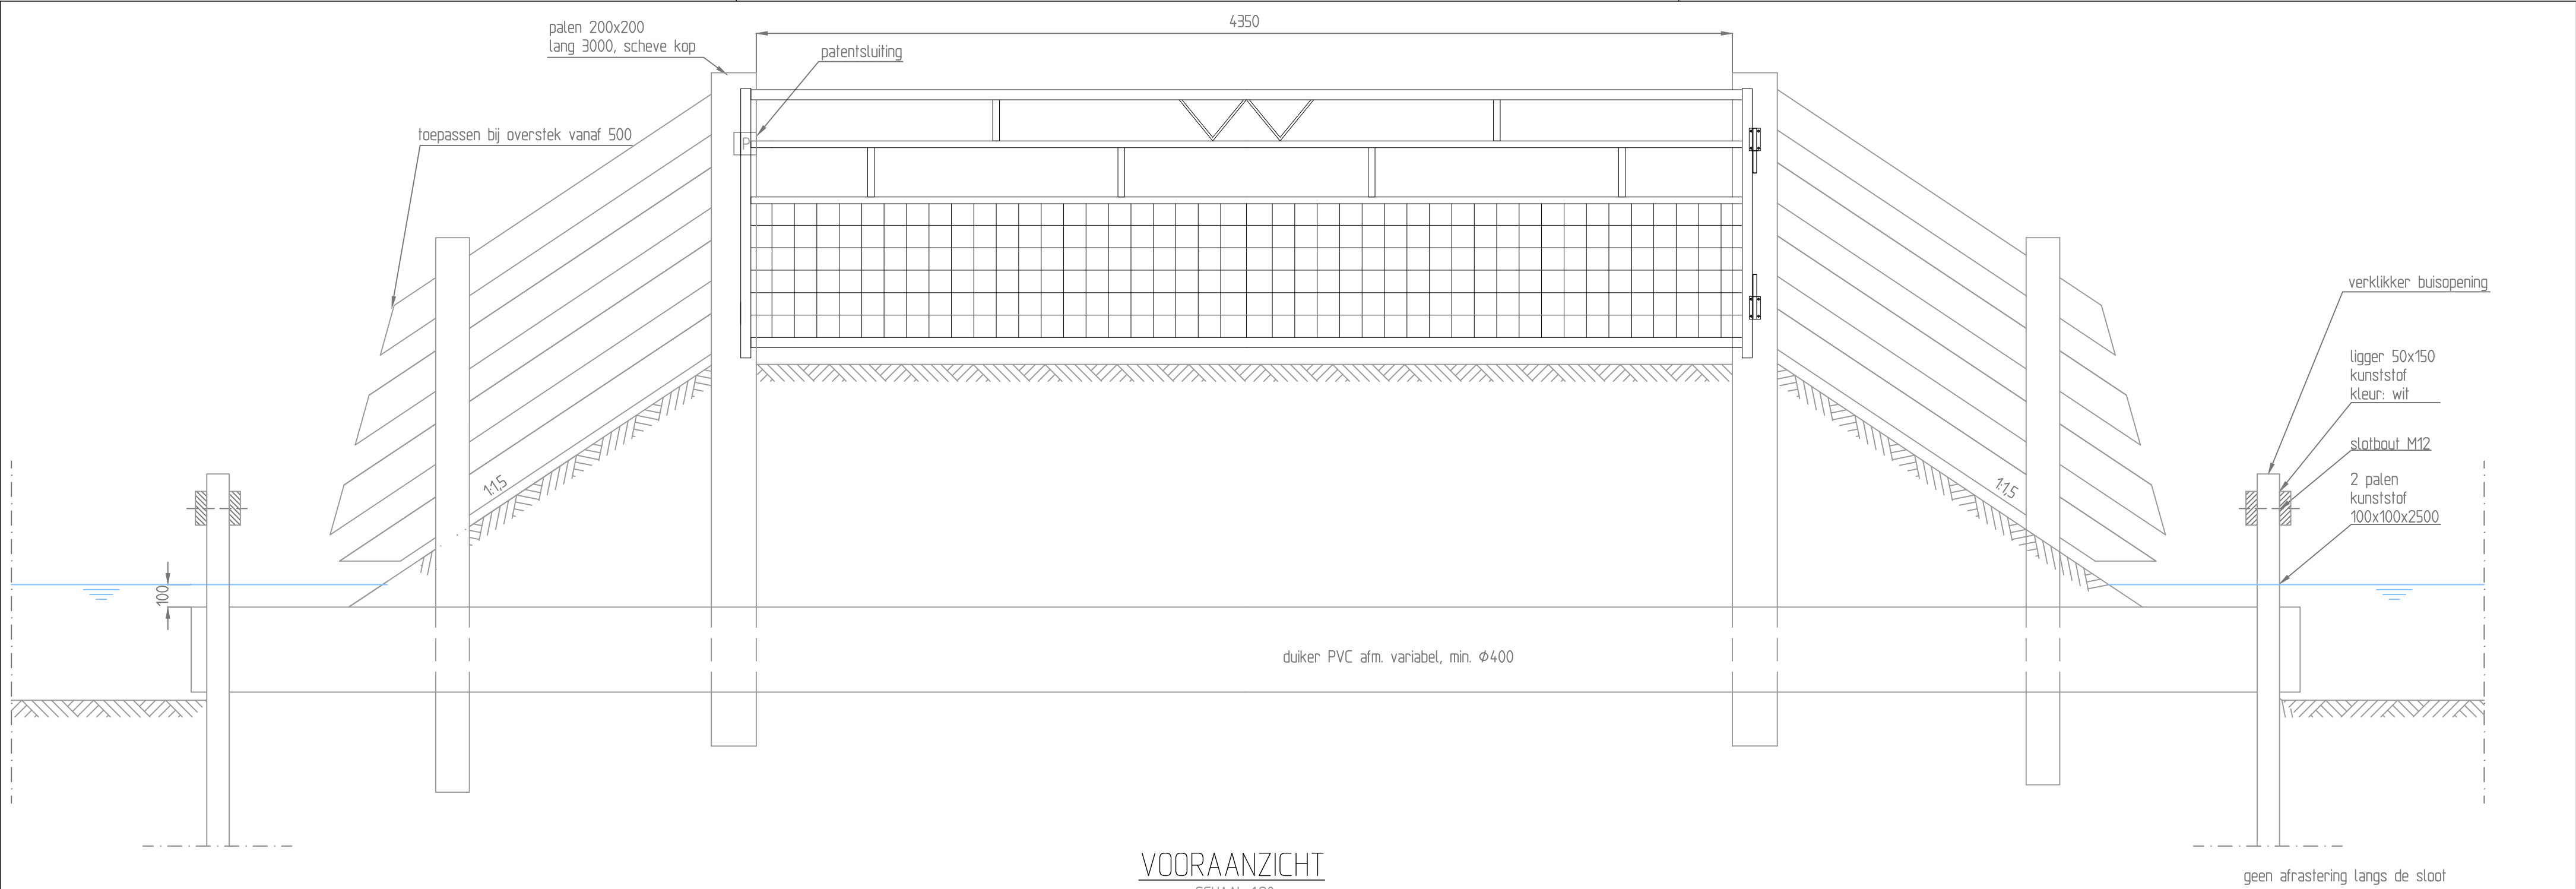 palen 200x200
lang 3000, scheve kop
4350
patentsluiting
toepassen bij overstek vanaf 500
P
verklikker buisopening
ligger 50x150
kunststof
kleur: wit
slotbout M12
2 palen
kunststof
100x100x2500
1:1,5
1:1,5
100
duiker PVC afm. variabel, min. Φ400
VOORAANZICHT
geen afrastering langs de sloot